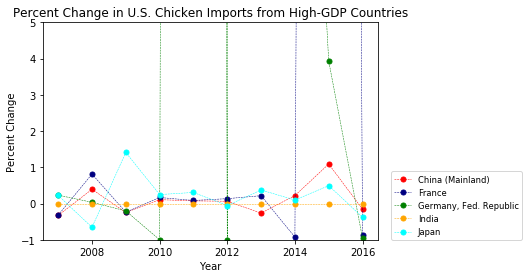 Percent Change in U.S. Chicken Imports from High-GDP Countries
Percent Change
5
4
3
2
1
0
−1
2008
2010
2012
2014
2016
Year
China (Mainland)
France
Germany, Fed. Republic
India
Japan